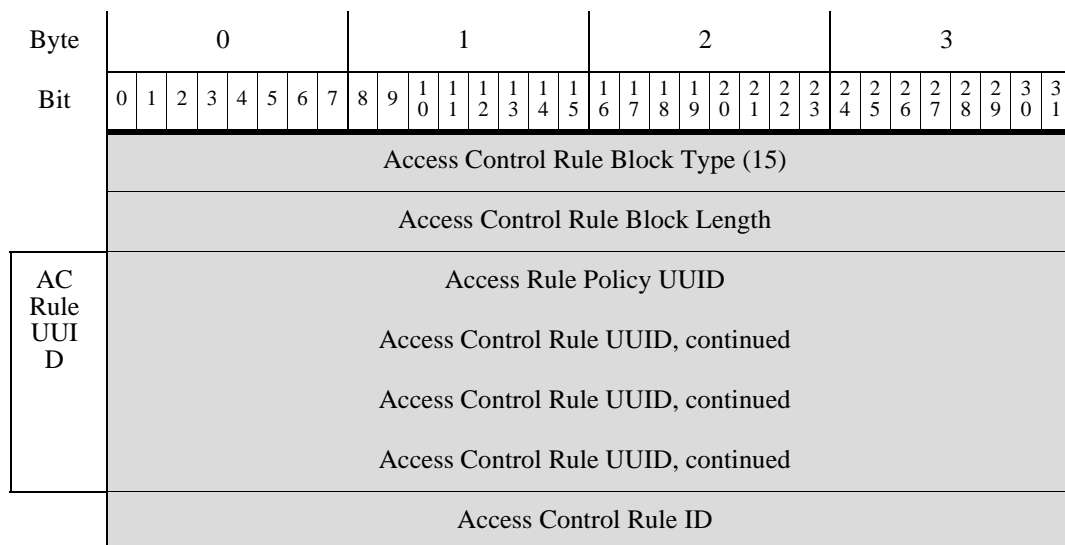 Byte 0 1 2 3
Bit 0 1 2 3 4 5 6 7 8 9 10 11 12 13 14 15 16 17 18 19 20 21 22 23 24 25 26 27 28 29 30 31
Access Control Rule Block Type (15)
Access Control Rule Block Length
AC
Rule
UUI
D
Access Rule Policy UUID
Access Control Rule UUID, continued
Access Control Rule UUID, continued
Access Control Rule UUID, continued
Access Control Rule ID